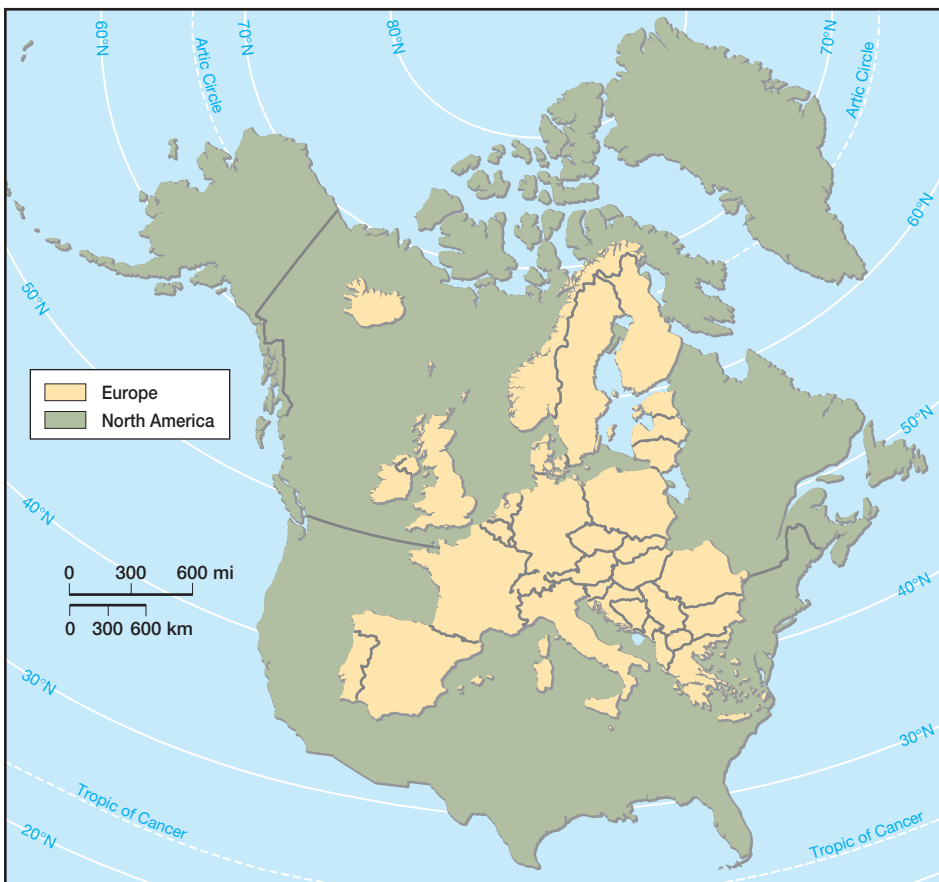 60°N
Artic Circle
70°N
80°N
70°N
Artic Circle
60°N
50°N
Europe
North America
50°N
40°N
0 300 600 mi
0 300 600 km
40°N
30°N
30°N
Tropic of Cancer
Tropic of Cancer
20°N